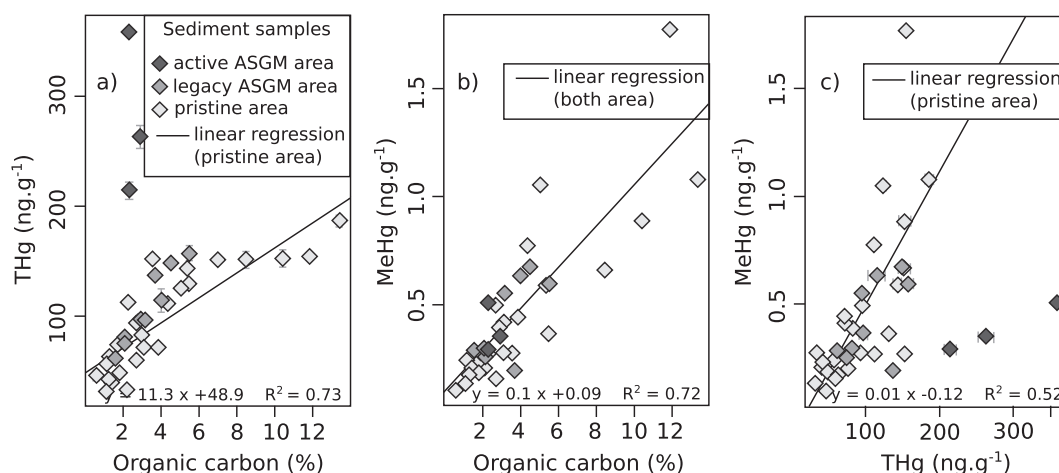 Sediment samples
active ASGM area
legacy ASGM area
pristine area
linear regression
(pristine area)
a)
THg (ng.g-1)
300
200
100
2 4 6 8 10 12
Organic carbon (%)
y = 11.3 x +48.9 R2 = 0.73
b)
linear regression
(both area)
MeHg (ng.g-1)
1.5
1.0
0.5
2 4 6 8 10 12
Organic carbon (%)
y = 0.1 x +0.09 R2 = 0.72
c)
linear regression
(pristine area)
MeHg (ng.g-1)
1.5
1.0
0.5
100 200 300
THg (ng.g-1)
y = 0.01 x -0.12 R2 = 0.52